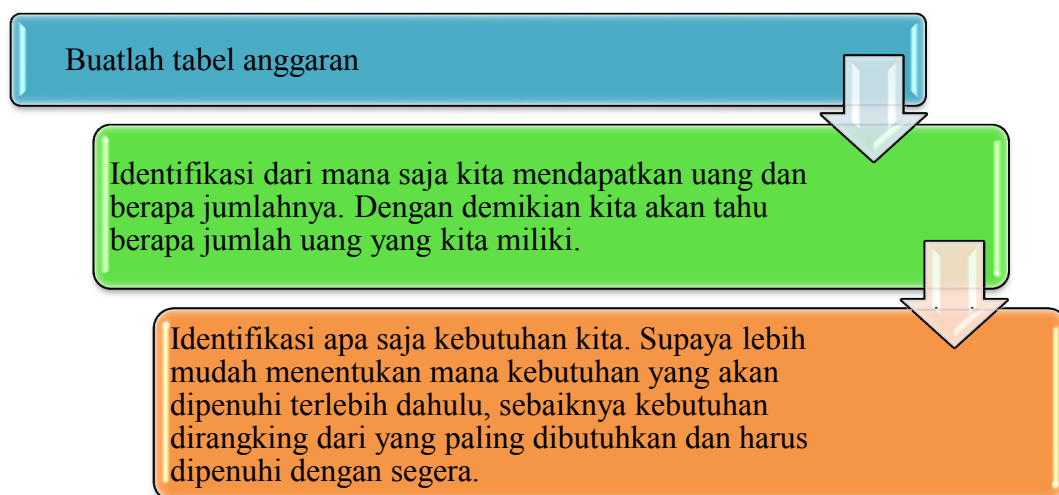 Buatlah tabel anggaran
Identifikasi dari mana saja kita mendapatkan uang dan
berapa jumlahnya. Dengan demikian kita akan tahu
berapa jumlah uang yang kita miliki.
Identifikasi apa saja kebutuhan kita. Supaya lebih
mudah menentukan mana kebutuhan yang akan
dipenuhi terlebih dahulu, sebaiknya kebutuhan
dirangking dari yang paling dibutuhkan dan harus
dipenuhi dengan segera.